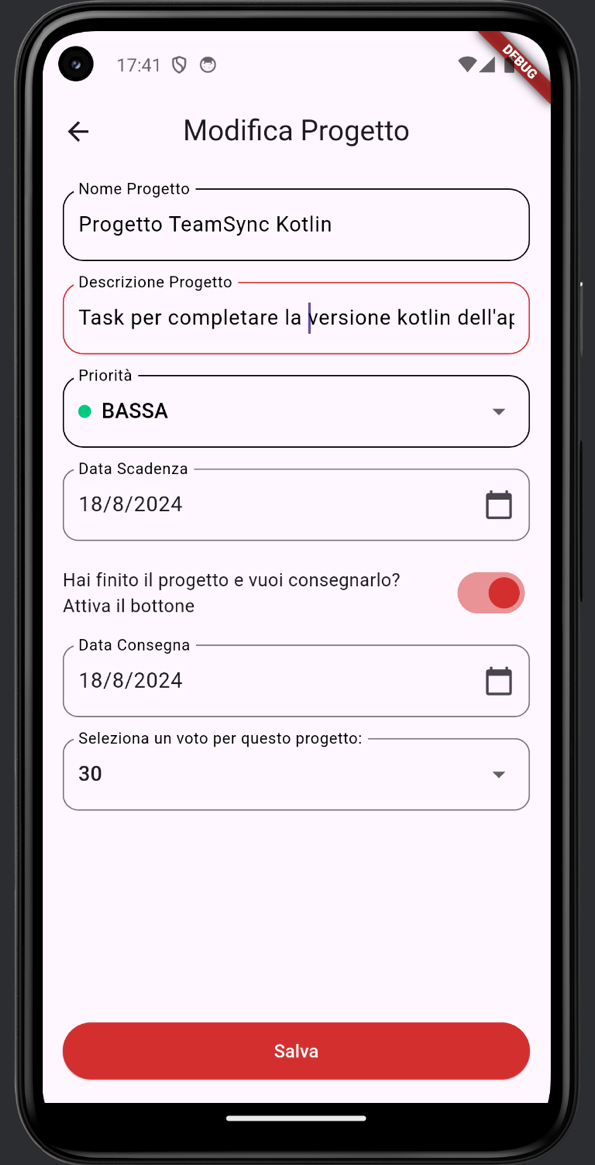 17:41
DEBUG
Modifica Progetto
Nome Progetto
Progetto TeamSync Kotlin
Descrizione Progetto
Task per completare la versione kotlin dell'ap
Priorità
BASSA
Data Scadenza
18/8/2024
Hai finito il progetto e vuoi consegnarlo?
Attiva il bottone
Data Consegna
18/8/2024
Seleziona un voto per questo progetto:
30
Salva